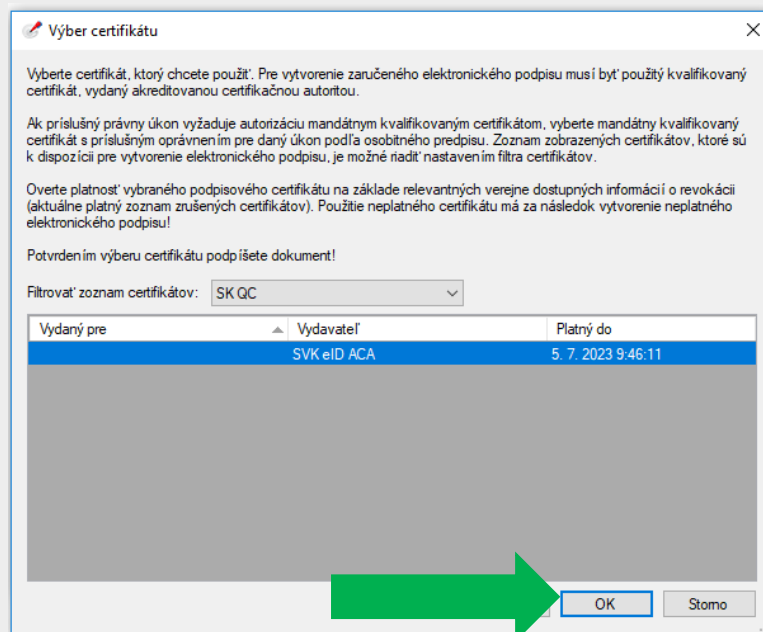 Výber certifikátu
Vyberte certifikát, ktorý chcete použiť. Pre vytvorenie zaručeného elektronického podpisu musí byť použitý kvalifikovaný
certifikát, vydaný akreditovanou certifikačnou autoritou.
Ak príslušný právny úkon vyžaduje autorizáciu mandátnym kvalifikovaným certifikátom, vyberte mandátny kvalifikovaný
certifikát s príslušným oprávnením pre daný úkon podľa osobitného predpisu. Zoznam zobrazených certifikátov, ktoré sú
k dispozícii pre vytvorenie elektronického podpisu, je možné riadiť nastavením filtra certifikátov.
Overte platnosť vybraného podpisového certifikátu na základe relevantných verejne dostupných informácií o revokácii
(aktuálne platný zoznam zrušených certifikátov). Použitie neplatného certifikátu má za následok vytvorenie neplatného
elektronického podpisu!
Potvrdením výberu certifikátu podpíšete dokument!
Filtrovať zoznam certifikátov: SK QC
Vydaný pre Vydavateľ Platný do
SVK eID ACA 5. 7. 2023 9:46:11
OK Storno